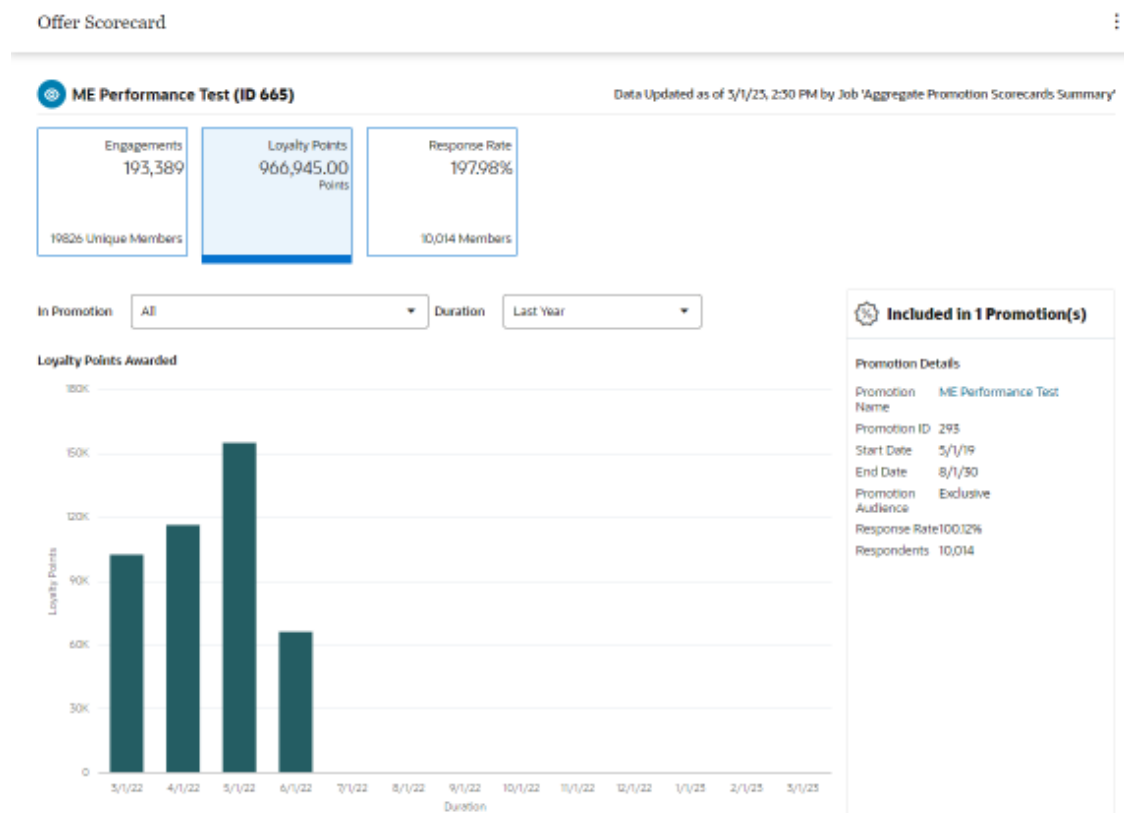 Offer Scorecard
ME Performance Test (ID 665)
Data Updated as of 3/1/23, 2:30 PM by Job 'Aggregate Promotion Scorecards Summary'
Engagements
193,389
19826 Unique Members
Loyalty Points
966,945.00
Points
Response Rate
197.98%
10,014 Members
In Promotion
All
Duration
Last Year
Included in 1 Promotion(s)
Loyalty Points Awarded
Promotion Details
Promotion Name
ME Performance Test
Promotion ID 293
Start Date 5/1/19
End Date 8/1/30
Promotion Audience
Exclusive
Response Rate 100.12%
Respondents 10,014
180K
150K
120K
90K
60K
30K
0
Loyalty Points
3/1/22 4/1/22 5/1/22 6/1/22 7/1/22 8/1/22 9/1/22 10/1/22 11/1/22 12/1/22 1/1/23 2/1/23 3/1/23
Duration